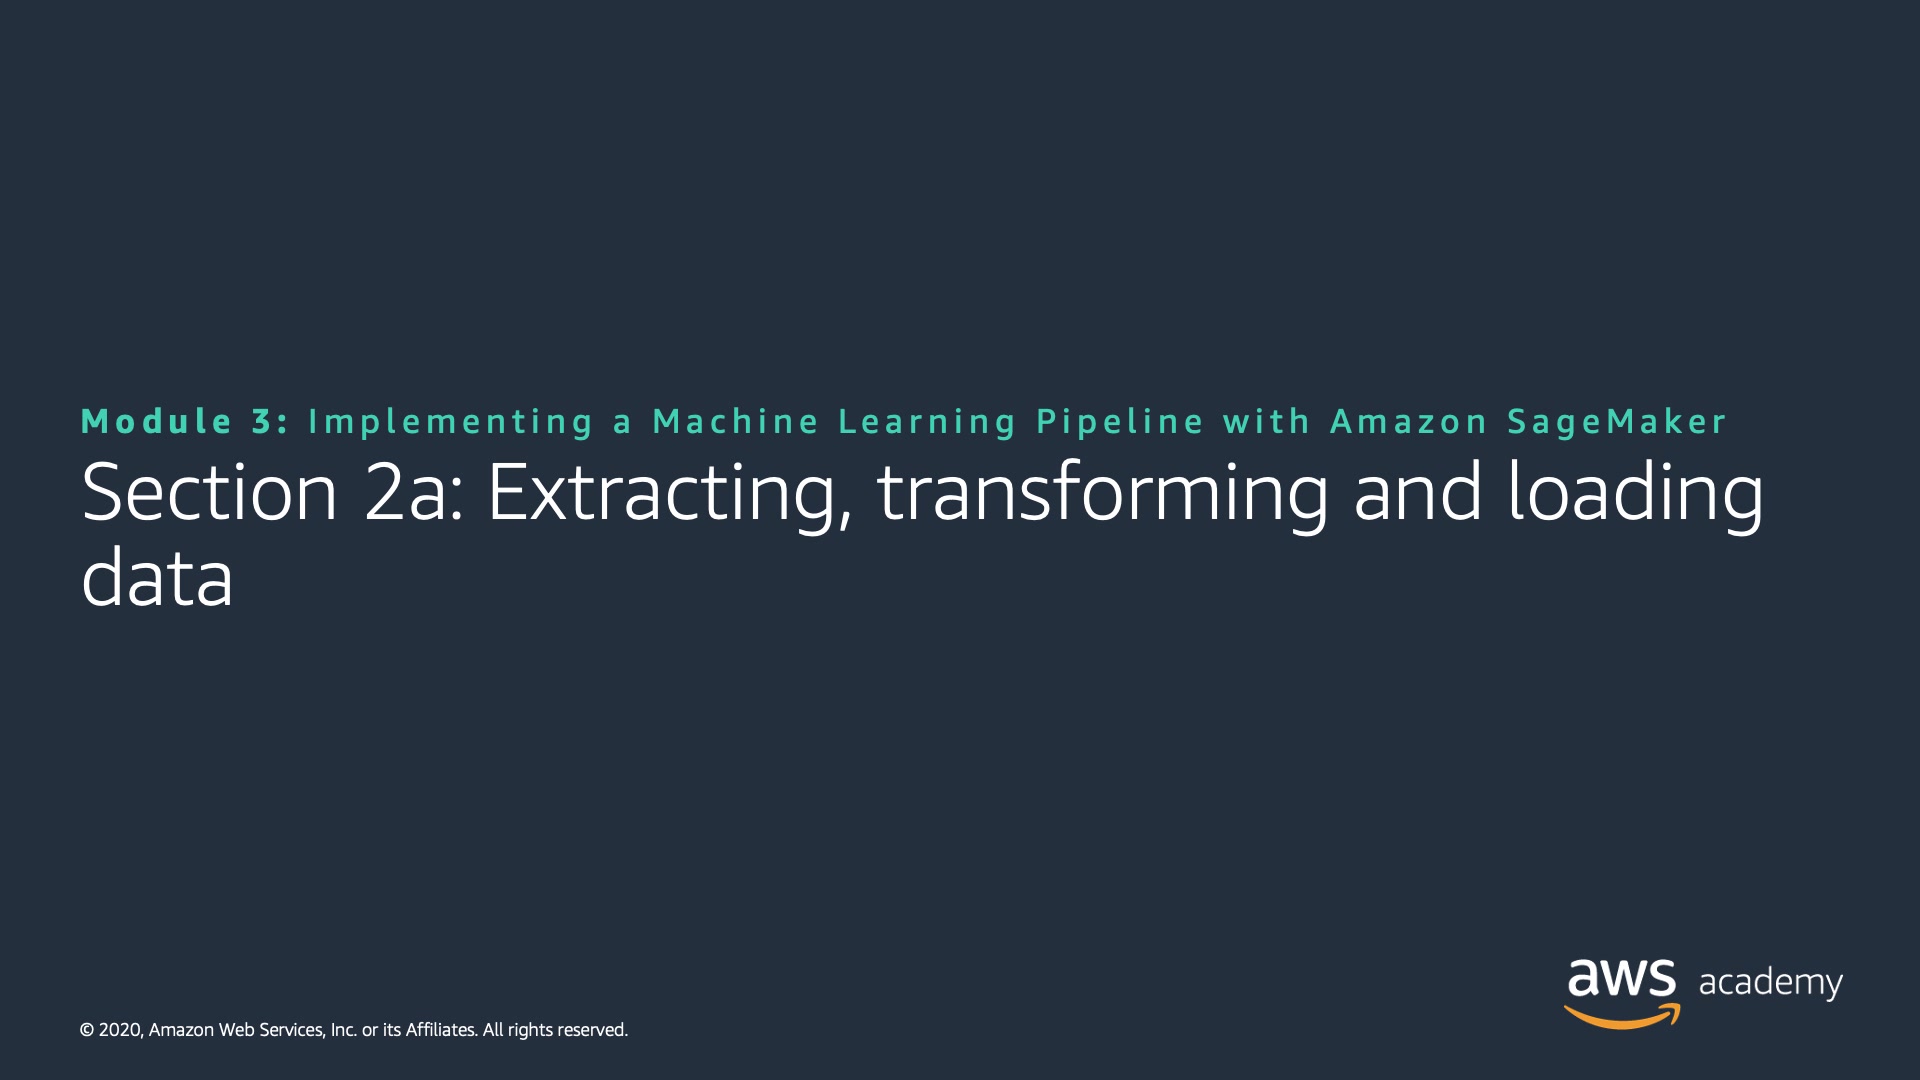 Module 3: Implementing a Machine Learning Pipeline with Amazon SageMaker
Section 2a: Extracting, transforming and loading
data
aws academy
© 2020, Amazon Web Services, Inc. or its Affiliates. All rights reserved.